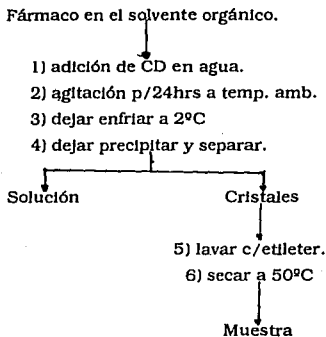 Fármaco en el solvente orgánico.
1) adición de CD en agua.
2) agitación p/24hrs a temp. amb.
3) dejar enfriar a 2ºC
4) dejar precipitar y separar.
Solución
Cristales
5) lavar c/etileter.
6) secar a 50ºC
Muestra